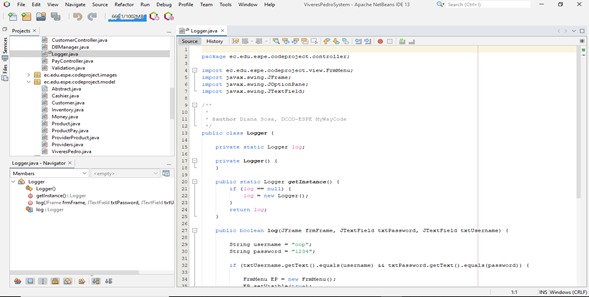 File Edit View Navigate Source Refactor Run Debug Profile Team Tools Window Help
ViveresPedroSystem - Apache NetBeans IDE 13
Search (Ctrl+I)
Projects
CustomerController.java
DBManager.java
Logger.java
PayController.java
Validation.java
ec.edu.espe.codeproject.images
ec.edu.espe.codeproject.model
Abstract.java
Cashier.java
Customer.java
Inventory.java
Money.java
Product.java
ProductPay.java
ProviderProduct.java
Providers.java
ViveresPedro.java
Services
Files
Logger.java - Navigator
Members <empty>
Logger
Logger()
getInstance() : Logger
log(JFrame frmFrame, JTextField txtPassword, JTextField txtU
log : Logger
Logger.java
Source History
1
2 package ec.edu.espe.codeproject.controller;
3
4 import ec.edu.espe.codeproject.view.FrmMenu;
5 import javax.swing.JFrame;
6 import javax.swing.JOptionPane;
7 import javax.swing.JTextField;
8
9 /**
10 *
11 * @author Diana Sosa, DCCO-ESPE MyWayCode
12 */
13 public class Logger {
14
15 private static Logger log;
16
17 private Logger() {
18 }
19
20 public static Logger getInstance() {
21 if (log == null) {
22 log = new Logger();
23 }
24 return log;
25 }
26
27 public boolean log(JFrame frmFrame, JTextField txtPassword, JTextField txtUsername) {
28
29 String username = "oop";
30 String password = "1234";
31
32 if (txtUsername.getText().equals(username) && txtPassword.getText().equals(password)) {
33
34 FrmMenu EP = new FrmMenu();
EP.setVisible(true);
1:1 INS Windows (CRLF)